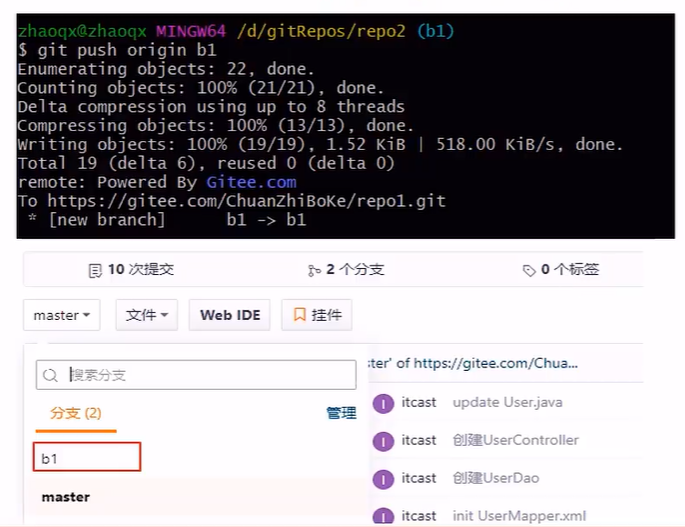 zhaoqx@zhaoqx MINGW64 /d/gitRepos/repo2 (b1)
$ git push origin b1
Enumerating objects: 22, done.
Counting objects: 100% (21/21), done.
Delta compression using up to 8 threads
Compressing objects: 100% (13/13), done.
Writing objects: 100% (19/19), 1.52 KiB | 518.00 KiB/s, done.
Total 19 (delta 6), reused 0 (delta 0)
remote: Powered By Gitee.com
To https://gitee.com/ChuanZhiBoKe/repo1.git
* [new branch] b1 -> b1
10 次提交 2 个分支 0 个标签
master 文件 Web IDE 挂件
搜索分支 ster' of https://gitee.com/Chua...
分支 (2) 管理 I itcast update User.java
I itcast 创建UserController
b1
I itcast 创建UserDao
master
I itcast init UserMapper.xml